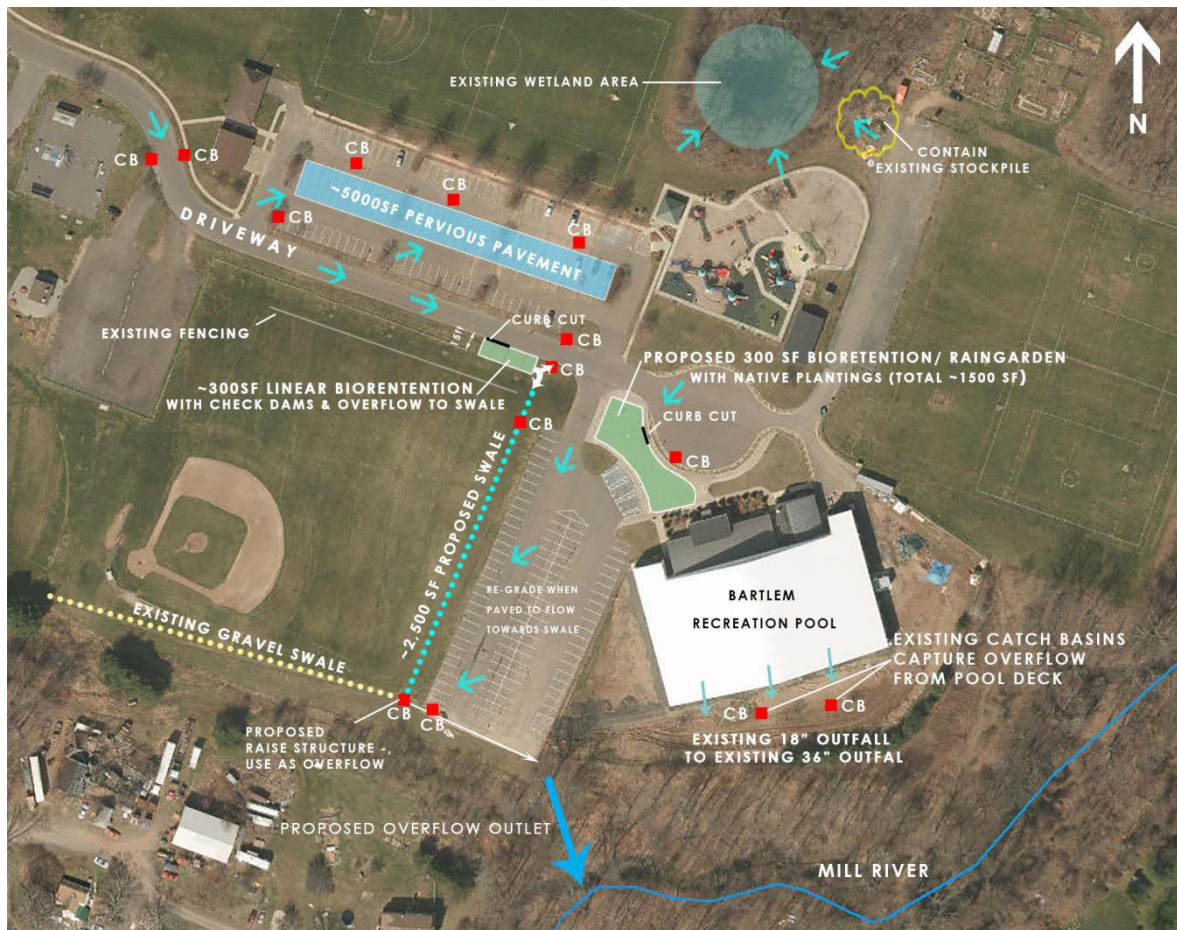 EXISTING WETLAND AREA
N
CONTAIN
EXISTING STOCKPILE
CB
CB
CB
CB
CB
CB
~5000SF PERVIOUS PAVEMENT
DRIVEWAY
EXISTING FENCING
15ft
CURB CUT
CB
CB
~300SF LINEAR BIORENTENTION
WITH CHECK DAMS & OVERFLOW TO SWALE
PROPOSED 300 SF BIORETENTION/ RAINGARDEN
WITH NATIVE PLANTINGS (TOTAL ~1500 SF)
CURB CUT
CB
CB
~2,500 SF PROPOSED SWALE
RE-GRADE WHEN
PAVED TO FLOW
TOWARDS SWALE
BARTLEM
RECREATION POOL
EXISTING GRAVEL SWALE
EXISTING CATCH BASINS
CAPTURE OVERFLOW
FROM POOL DECK
CB
CB
CB
CB
PROPOSED
RAISE STRUCTURE -,
USE AS OVERFLOW
EXISTING 18" OUTFALL
TO EXISTING 36" OUTFAL
PROPOSED OVERFLOW OUTLET
MILL RIVER